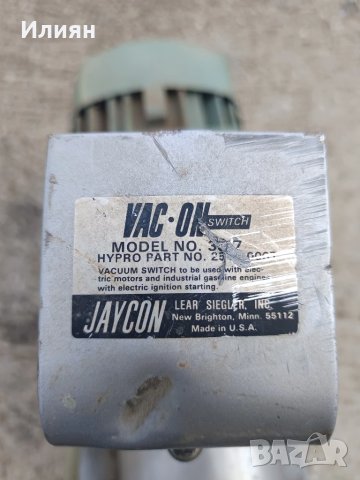 Илиян
VAC•ON SWITCH
MODEL NO.
HYPRO PART NO.
VACUUM SWITCH to be used with elec-
tric motors and industrial gasoline engines
with electric ignition starting.
JAYCON
LEAR SIEGLER, INC.
New Brighton, Minn. 55112
Made in U.S.A.
bazar
БГ